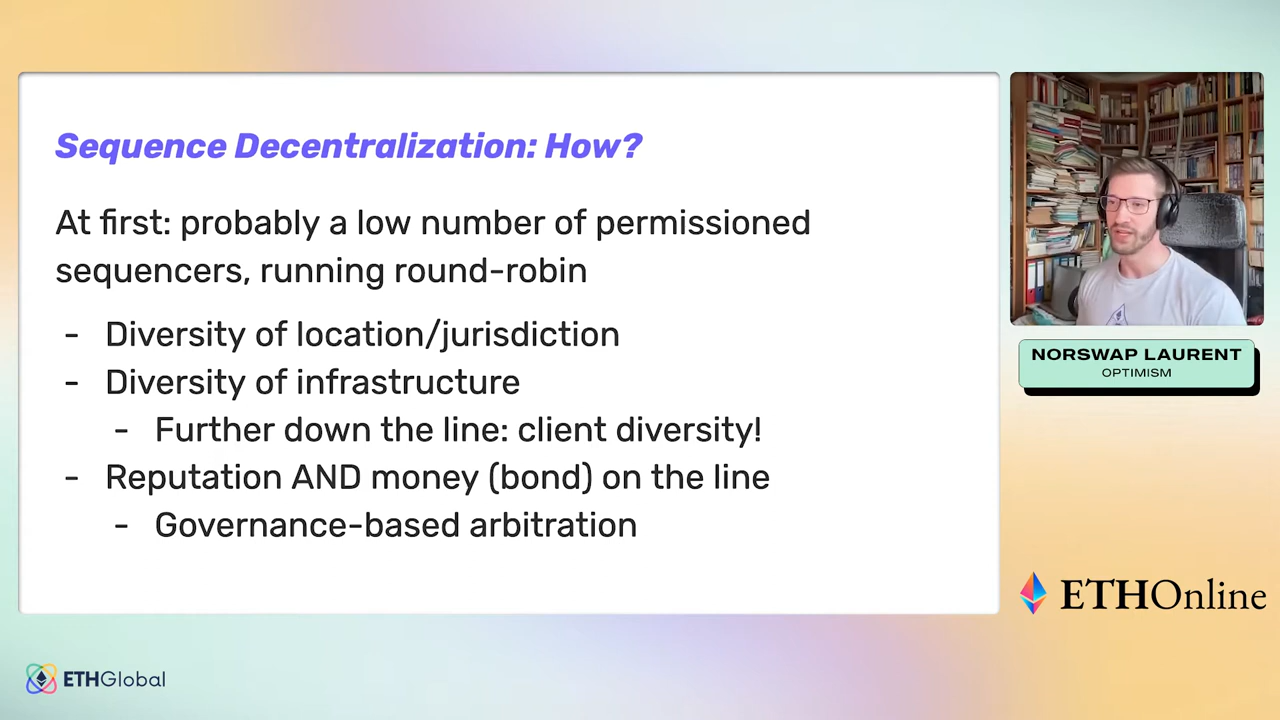 Sequence Decentralization: How?
At first: probably a low number of permissioned
sequencers, running round-robin
- Diversity of location/jurisdiction
- Diversity of infrastructure
- Further down the line: client diversity!
- Reputation AND money (bond) on the line
- Governance-based arbitration
NORSWAP LAURENT
OPTIMISM
ETHOnline
ETHGlobal